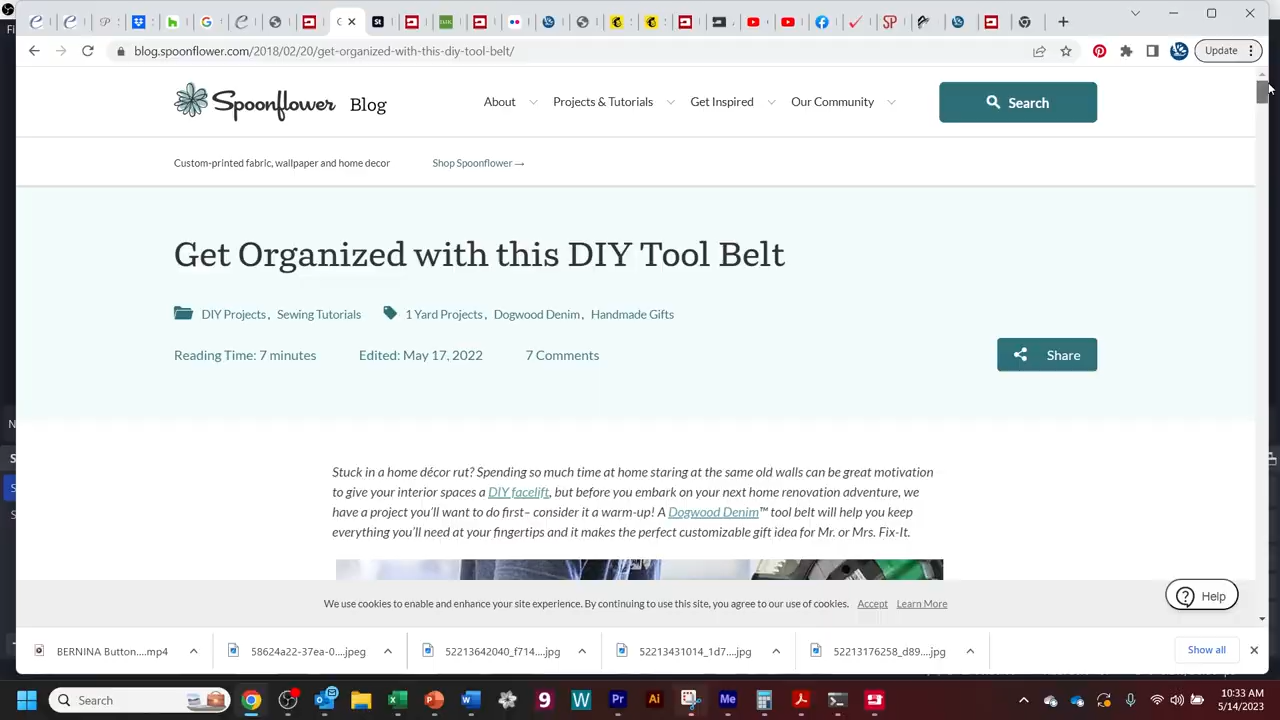 blog.spoonflower.com/2018/02/20/get-organized-with-this-diy-tool-belt/
Update
Spoonflower Blog
About
Projects & Tutorials
Get Inspired
Our Community
Search
Custom-printed fabric, wallpaper and home decor
Shop Spoonflower →
Get Organized with this DIY Tool Belt
DIY Projects, Sewing Tutorials
1 Yard Projects, Dogwood Denim, Handmade Gifts
Reading Time: 7 minutes
Edited: May 17, 2022
7 Comments
Share
Stuck in a home décor rut? Spending so much time at home staring at the same old walls can be great motivation
to give your interior spaces a DIY facelift, but before you embark on your next home renovation adventure, we
have a project you'll want to do first– consider it a warm-up! A Dogwood Denim™ tool belt will help you keep
everything you'll need at your fingertips and it makes the perfect customizable gift idea for Mr. or Mrs. Fix-It.
We use cookies to enable and enhance your site experience. By continuing to use this site, you agree to our use of cookies. Accept Learn More
Help
BERNINA Button....mp4
58624a22-37ea-0....jpeg
52213642040_f714....jpg
52213431014_1d7....jpg
52213176258_d89....jpg
Show all
Search
10:33 AM
5/14/2023